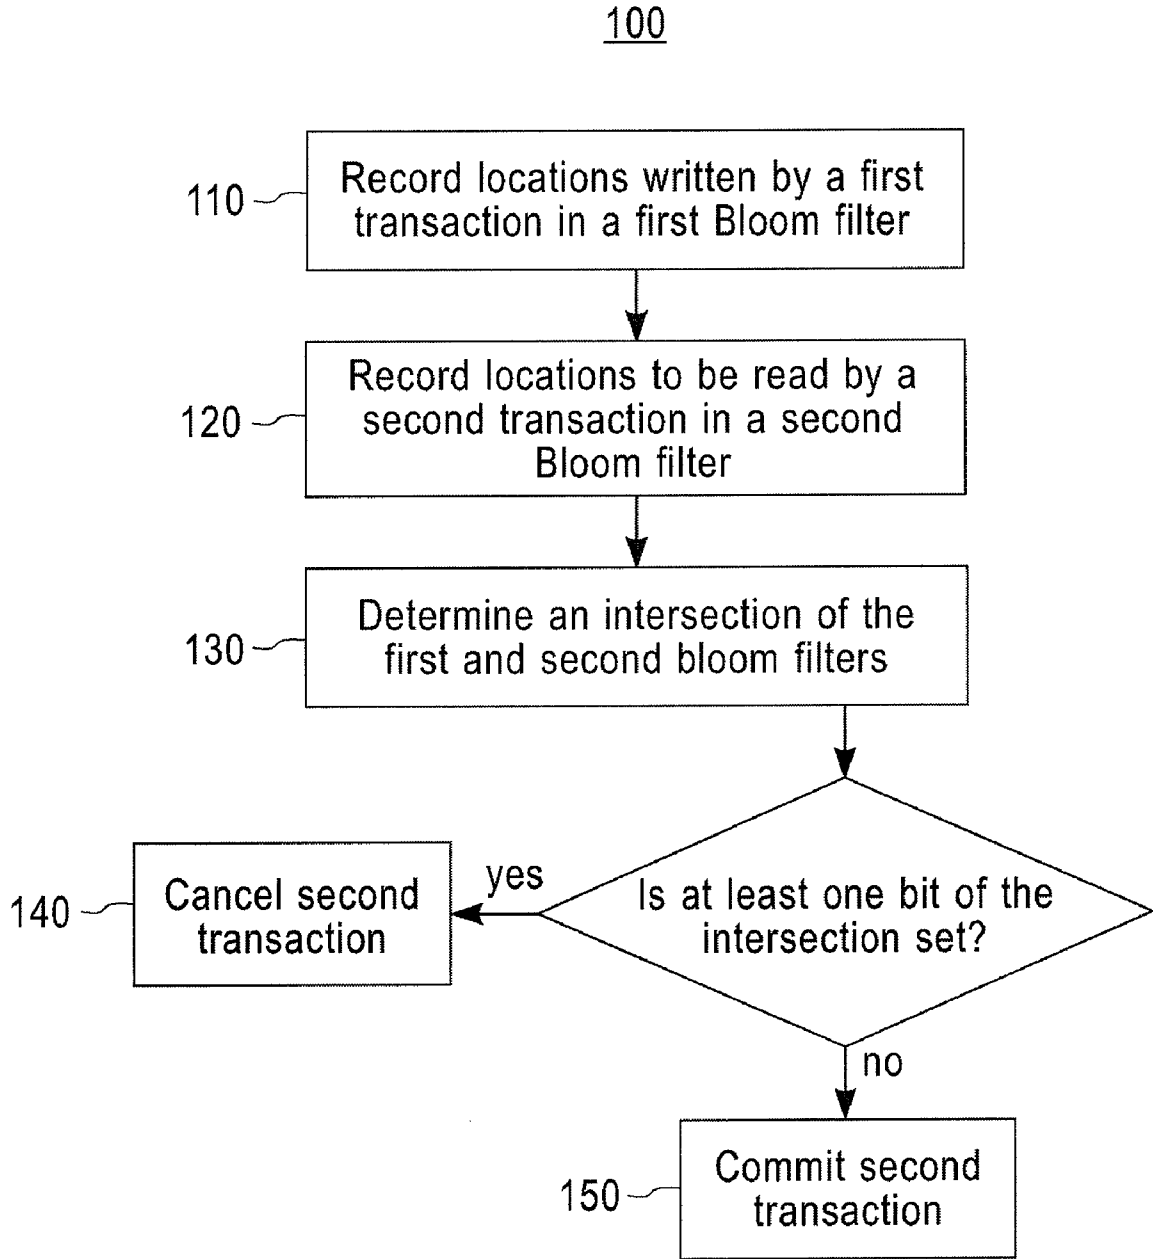 100
110
Record locations written by a first
transaction in a first Bloom filter
120
Record locations to be read by a
second transaction in a second
Bloom filter
130
Determine an intersection of the
first and second bloom filters
140
Cancel second
transaction
yes
Is at least one bit of the
intersection set?
no
150
Commit second
transaction